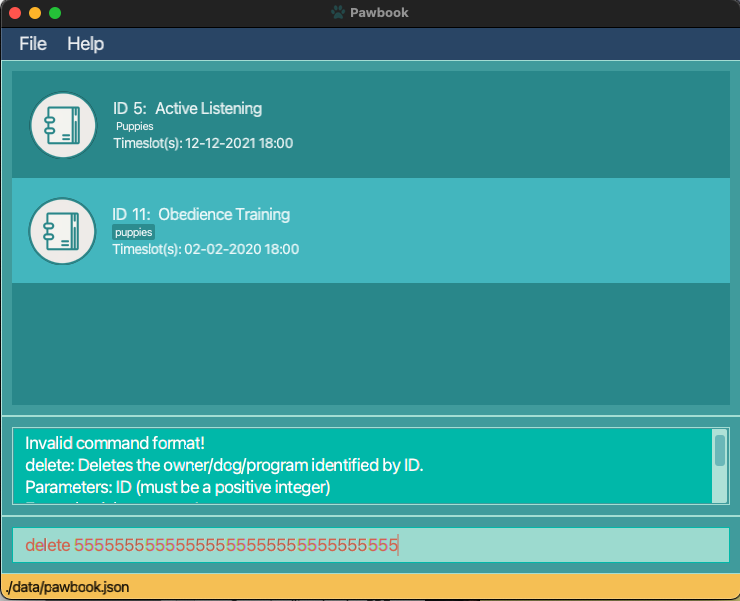 Pawbook
File Help
ID 5: Active Listening
Puppies
Timeslot(s): 12-12-2021 18:00
ID 11: Obedience Training
puppies
Timeslot(s): 02-02-2020 18:00
Invalid command format!
delete: Deletes the owner/dog/program identified by ID.
Parameters: ID (must be a positive integer)
delete 55555555555555555555555555555555
./data/pawbook.json